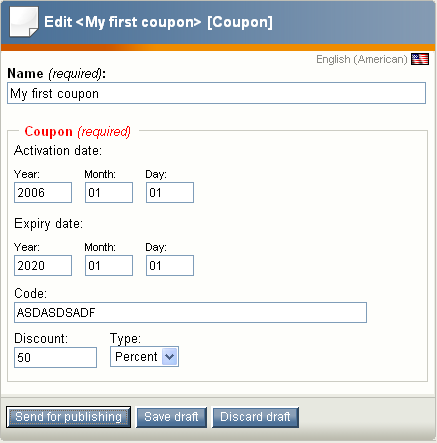 Edit <My first coupon> [Coupon]
English (American)
Name (required):
My first coupon
Coupon (required)
Activation date:
Year: Month: Day:
2006 01 01
Expiry date:
Year: Month: Day:
2020 01 01
Code:
ASDASDSADF
Discount: Type:
50 Percent
Send for publishing Save draft Discard draft